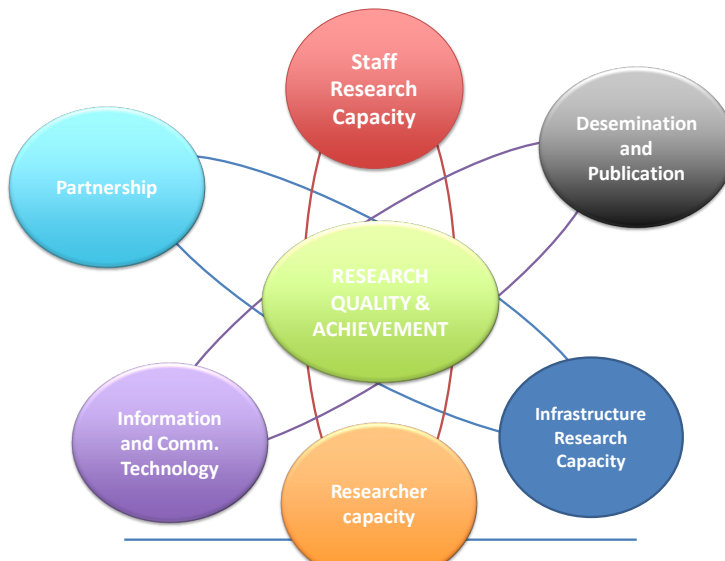 Staff
Research
Capacity
Desemination
and
Publication
Partnership
RESEARCH
QUALITY &
ACHIEVEMENT
Information
and Comm.
Technology
Infrastructure
Research
Capacity
Researcher
capacity